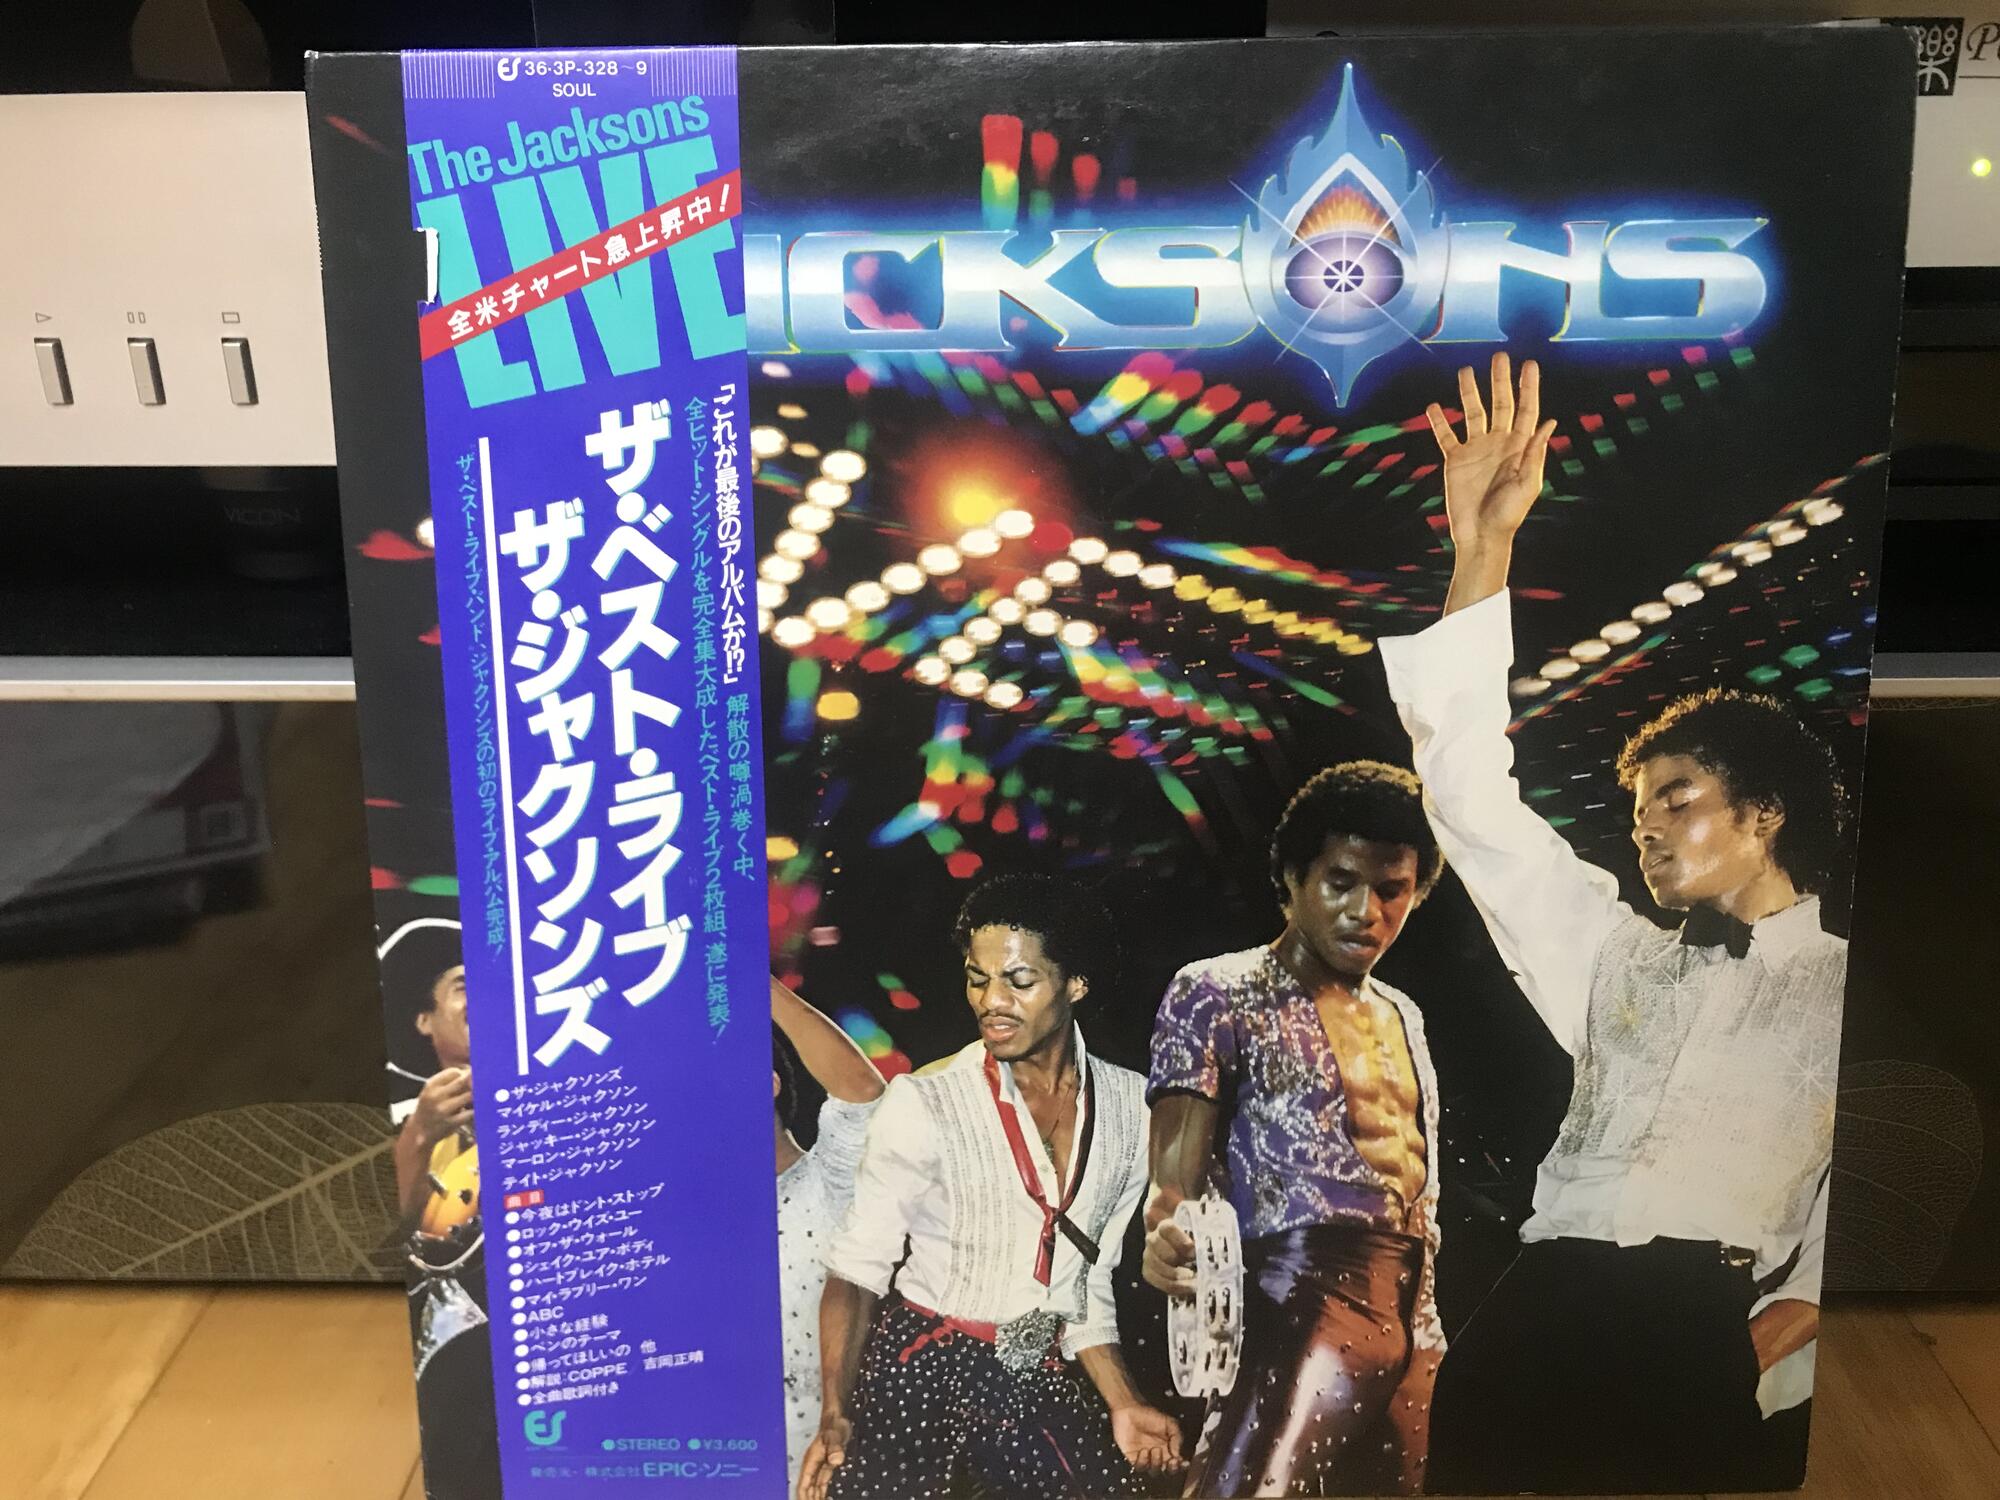 ES 36·3P-328~9
SOUL
The Jacksons
LIVE
全米チャート急上昇中!
ICKSONS
「これが最後のアルバムか!?」解散の噂渦巻く中、
全ヒット・シングルを完全集大成したベスト・ライブ2枚組、遂に発表!
ザ・ベスト・ライブ
ザ・ジャクソンズ
ザ・ベスト・ライブ・バンド、ジャクソンズの初のライブ・アルバム完成!
●ザ・ジャクソンズ
マイケル・ジャクソン
ランディー・ジャクソン
ジャッキー・ジャクソン
マーロン・ジャクソン
テイト・ジャクソン
曲目
●今夜はドント・ストップ
●ロック・ウイズ・ユー
●オフ・ザ・ウォール
●シェイク・ユア・ボディ
●ハートブレイク・ホテル
●マイ・ラブリー・ワン
●ABC
●小さな経験
●ベンのテーマ
●帰ってほしいの 他
●解説:COPPE 吉岡正晴
●全曲歌詞付き
ES
●STEREO ●¥3,600
発売元・株式会社EPIC・ソニー
VICON
樂